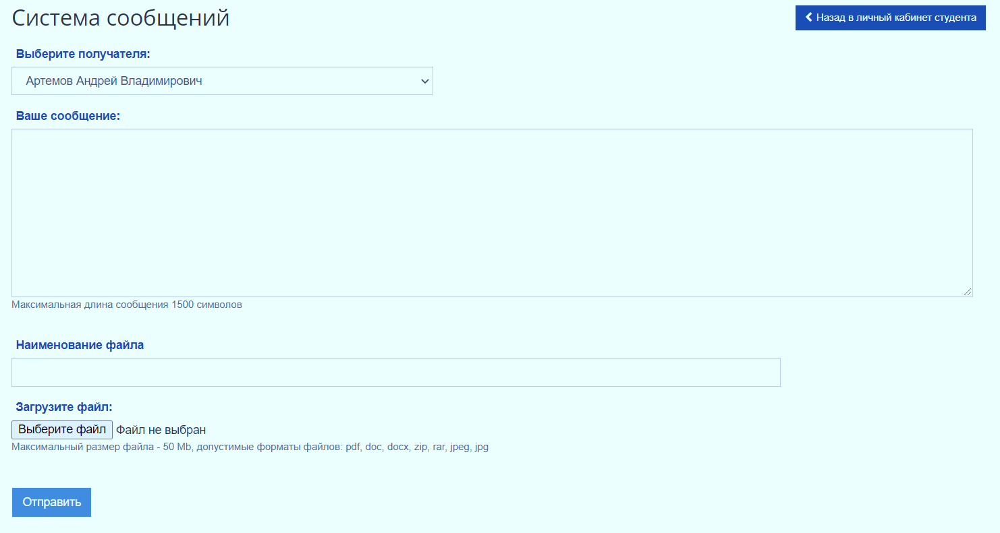 Система сообщений
Назад в личный кабинет студента
Выберите получателя:
Артемов Андрей Владимирович
Ваше сообщение:
Максимальная длина сообщения 1500 символов
Наименование файла
Загрузите файл:
Выберите файл Файл не выбран
Максимальный размер файла - 50 Mb, допустимые форматы файлов: pdf, doc, docx, zip, rar, jpeg, jpg
Отправить